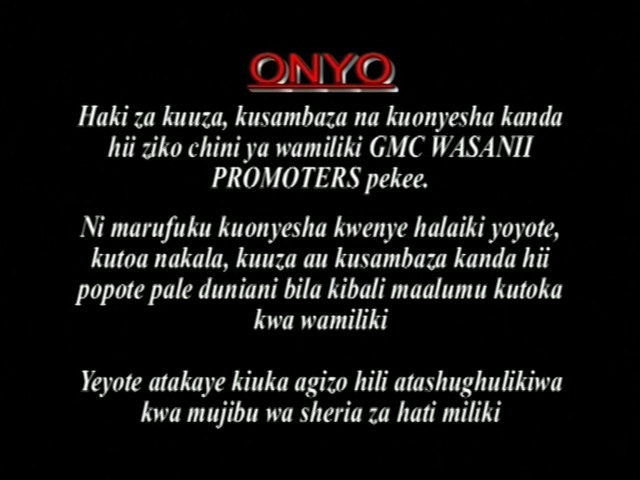 ONYO
Haki za kuuza, kusambaza na kuonyesha kanda
hii ziko chini ya wamiliki GMC WASANII
PROMOTERS pekee.
Ni marufuku kuonyesha kwenye halaiki yoyote,
kutoa nakala, kuuza au kusambaza kanda hii
popote pale duniani bila kibali maalumu kutoka
kwa wamiliki
Yeyote atakaye kiuka agizo hili atashughulikiwa
kwa mujibu wa sheria za hati miliki